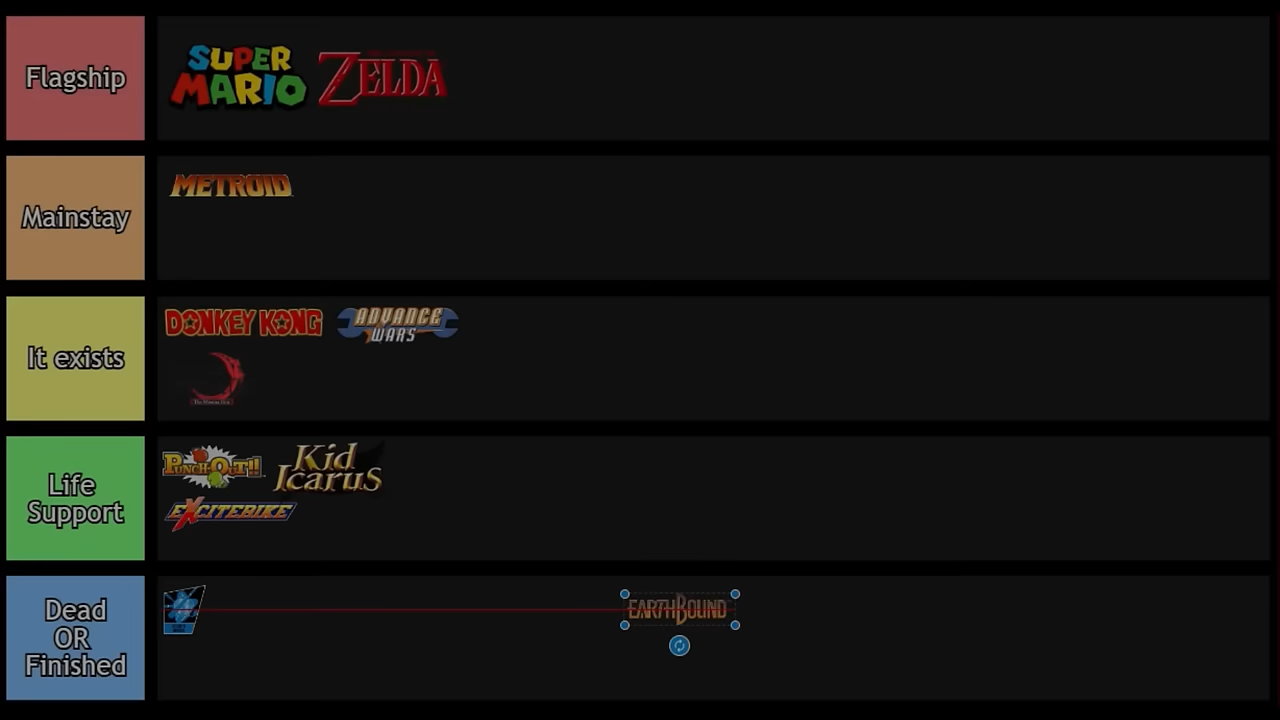 Flagship
SUPER
MARIO
ZELDA
Mainstay
METROID
It exists
DONKEY KONG
ADVANCE
WARS
Life
Support
PUNCH-OUT!!
Kid
Icarus
EXCITEBIKE
Dead
OR
Finished
EARTHBOUND